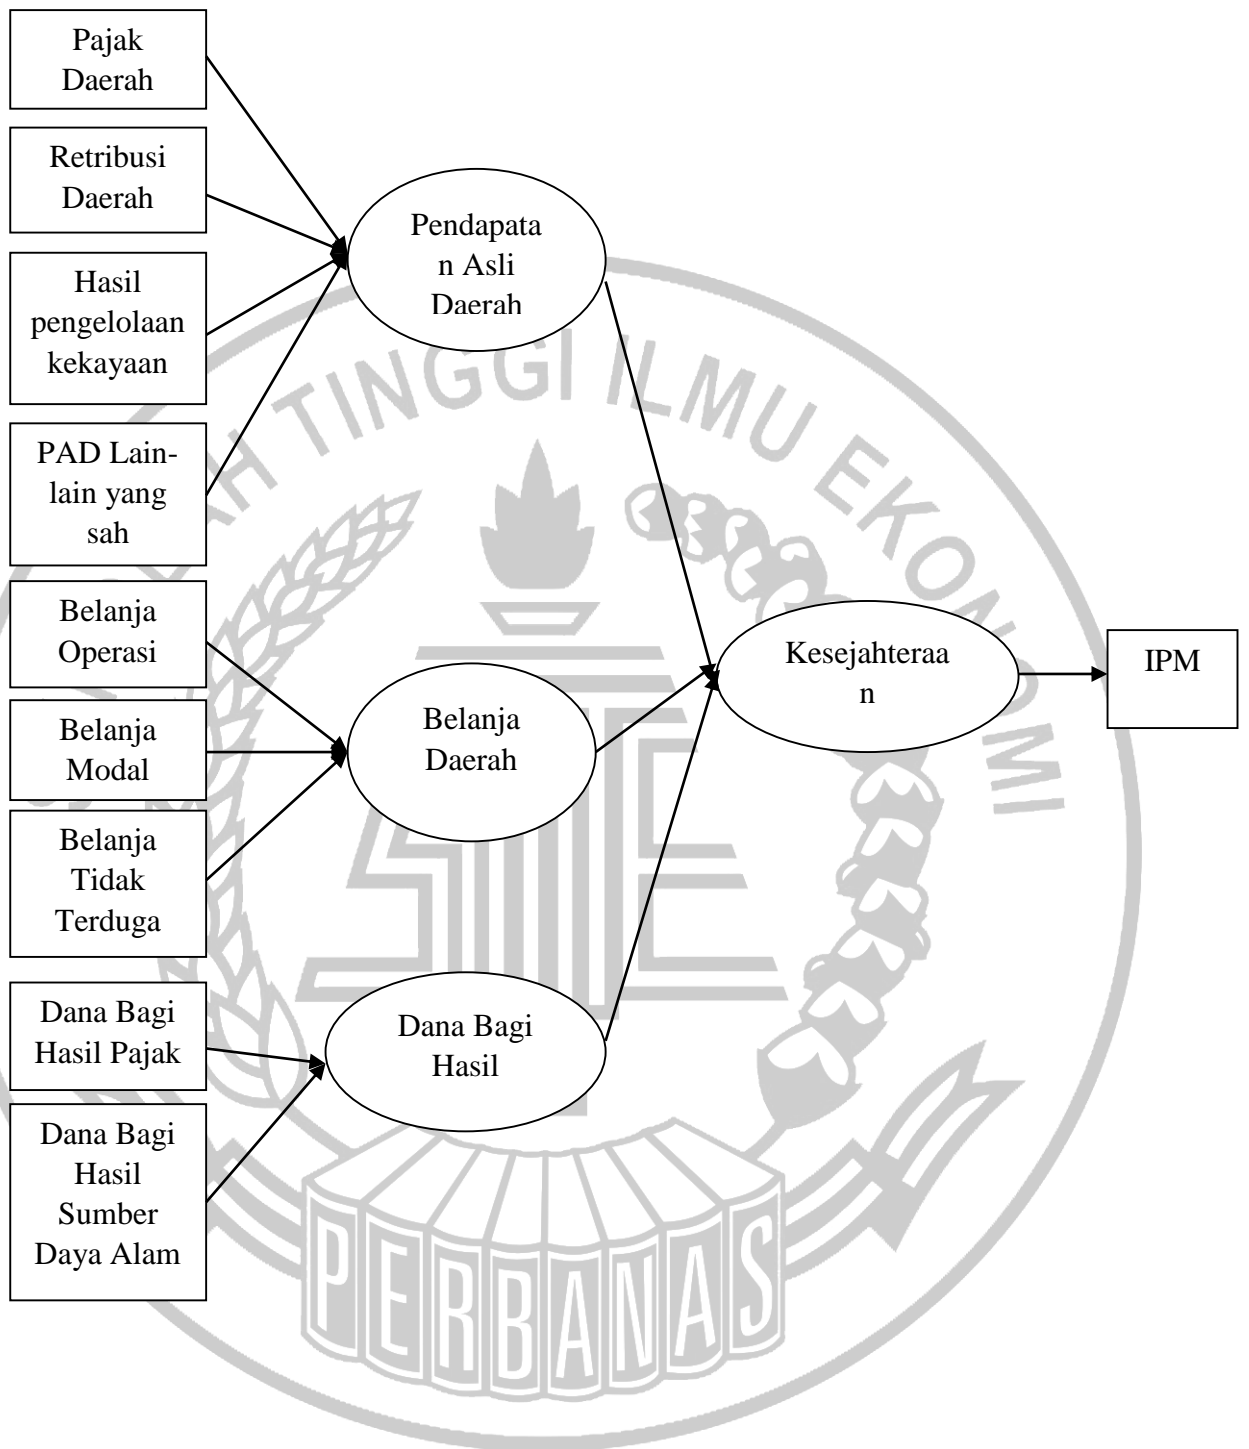 Pajak
Daerah
Retribusi
Daerah
Hasil
pengelolaan
kekayaan
PAD Lain-
lain yang
sah
Belanja
Operasi
Belanja
Modal
Belanja
Tidak
Terduga
Dana Bagi
Hasil Pajak
Dana Bagi
Hasil
Sumber
Daya Alam
Pendapata
n Asli
Daerah
Belanja
Daerah
Dana Bagi
Hasil
Kesejahteraa
n
IPM
TINGGI ILMU EKONOMI
PERBANAS